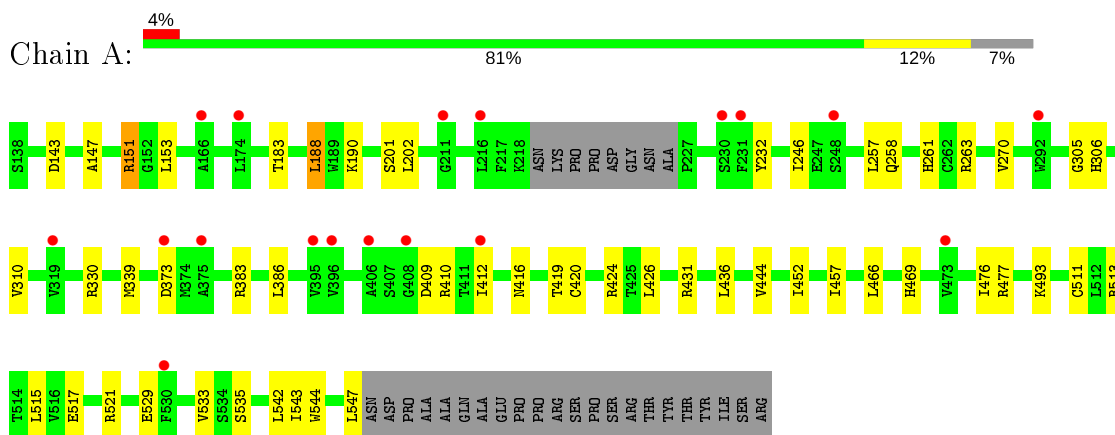 4%
Chain A:
81% 12% 7%
S138 D143 A147 R151 G152 L153 A166 L174 T183 L188 W189 K190 S201 L202 G211 L216 F217 K218 ASN LYS PRO PRO ASP GLY ASN ALA P227 S230 F231 Y232 I246 E247 S248 L257 Q258 H261 C262 R263 V270 W292 G305 H306
V310 V319 R330 M339 D373 M374 A375 R383 L386 V395 V396 A406 S407 G408 D409 R410 T411 I412 N416 T419 C420 R424 T425 L426 R431 L436 V444 I452 I457 L466 H469 V473 I476 R477 K493 C511 L512
T514 L515 V516 E517 R521 E529 F530 V533 S534 S535 L542 I543 W544 L547 ASN ASP PRO ALA ALA GLN ALA GLU PRO PRO ARG SER PRO SER ARG THR TYR THR TYR ILE SER ARG